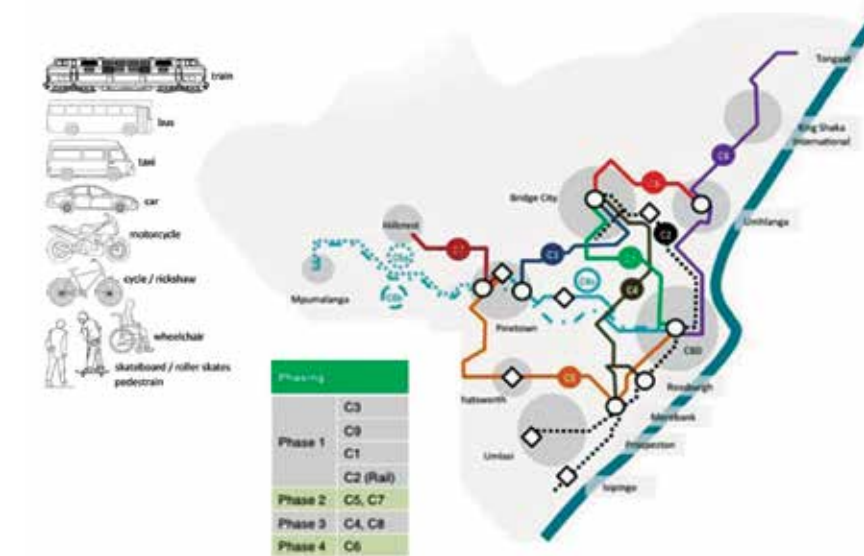 train
bus
taxi
car
motorcycle
cycle / rickshaw
wheelchair
skateboard / roller skates
pedestrain
Tongaat
King Shaka
International
C6
C9
Bridge City
Umhlanga
C2
Hillcrest
C7
C3
C1
C4
Mpumalanga
Pinetown
CBD
Rossburgh
C5
hatsworth
Merebank
Umlazi
Prospecton
Isipingo
Phasing
Phase 1
C3
C9
C1
C2 (Rail)
Phase 2 C5, C7
Phase 3 C4, C8
Phase 4 C6